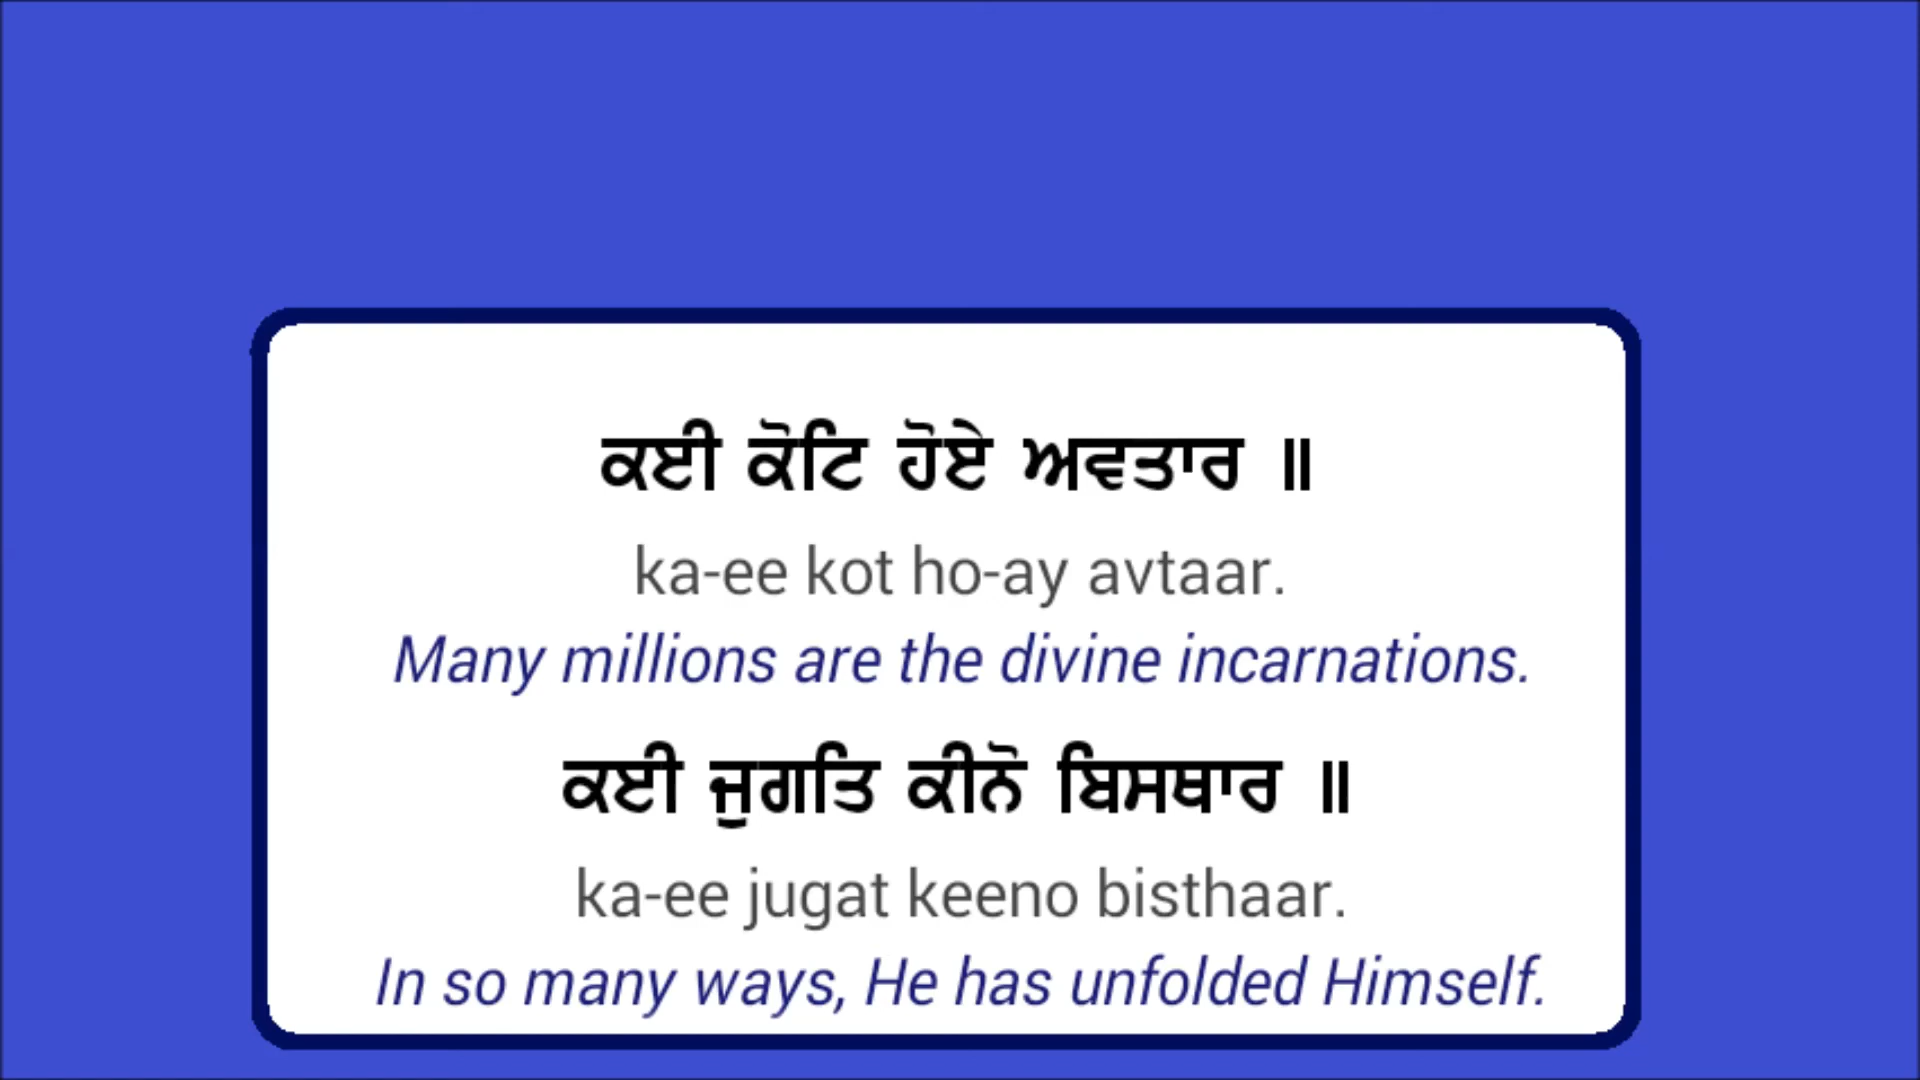 ਕਈ ਕੋਟਿ ਹੋਏ ਅਵਤਾਰ ॥
ka-ee kot ho-ay avtaar.
Many millions are the divine incarnations.
ਕਈ ਜੁਗਤਿ ਕੀਨੋ ਬਿਸਥਾਰ ॥
ka-ee jugat keeno bisthaar.
In so many ways, He has unfolded Himself.